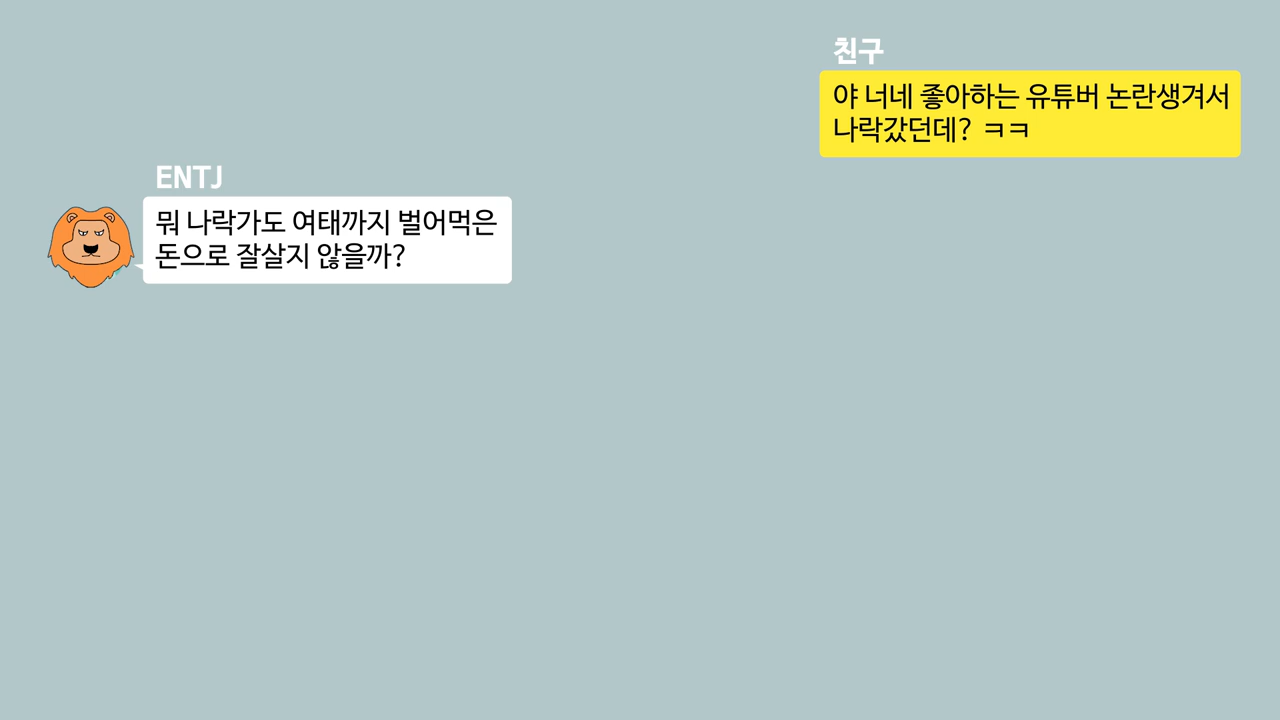 친구
야 너네 좋아하는 유튜버 논란생겨서
나락갔던데? ㅋㅋ
ENTJ
뭐 나락가도 여태까지 벌어먹은
돈으로 잘살지 않을까?